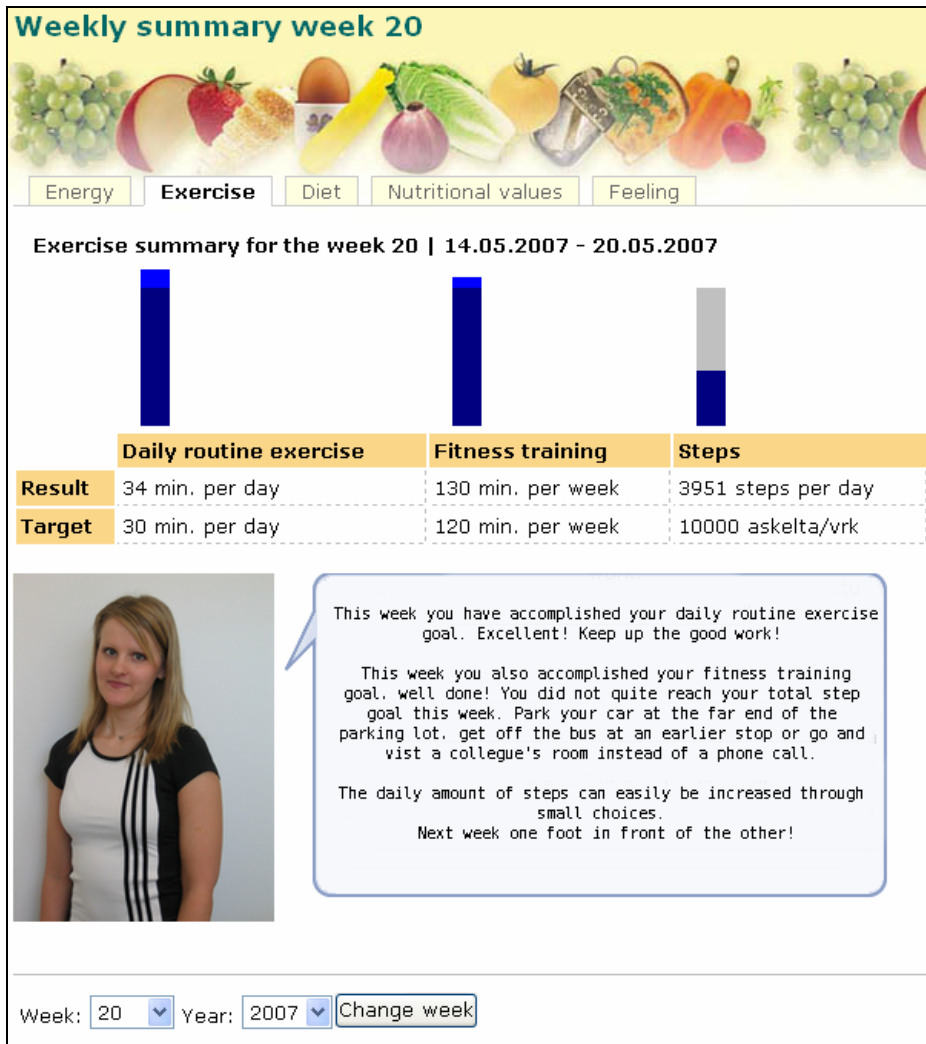 Weekly summary week 20
Energy Exercise Diet Nutritional values Feeling
Exercise summary for the week 20 | 14.05.2007 - 20.05.2007
Daily routine exercise Fitness training Steps
Result 34 min. per day 130 min. per week 3951 steps per day
Target 30 min. per day 120 min. per week 10000 askelta/vrk
This week you have accomplished your daily routine exercise
goal. Excellent! Keep up the good work!
This week you also accomplished your fitness training
goal. well done! You did not quite reach your total step
goal this week. Park your car at the far end of the
parking lot. get off the bus at an earlier stop or go and
vist a collegue's room instead of a phone call.
The daily amount of steps can easily be increased through
small choices.
Next week one foot in front of the other!
Week: 20 Year: 2007 Change week